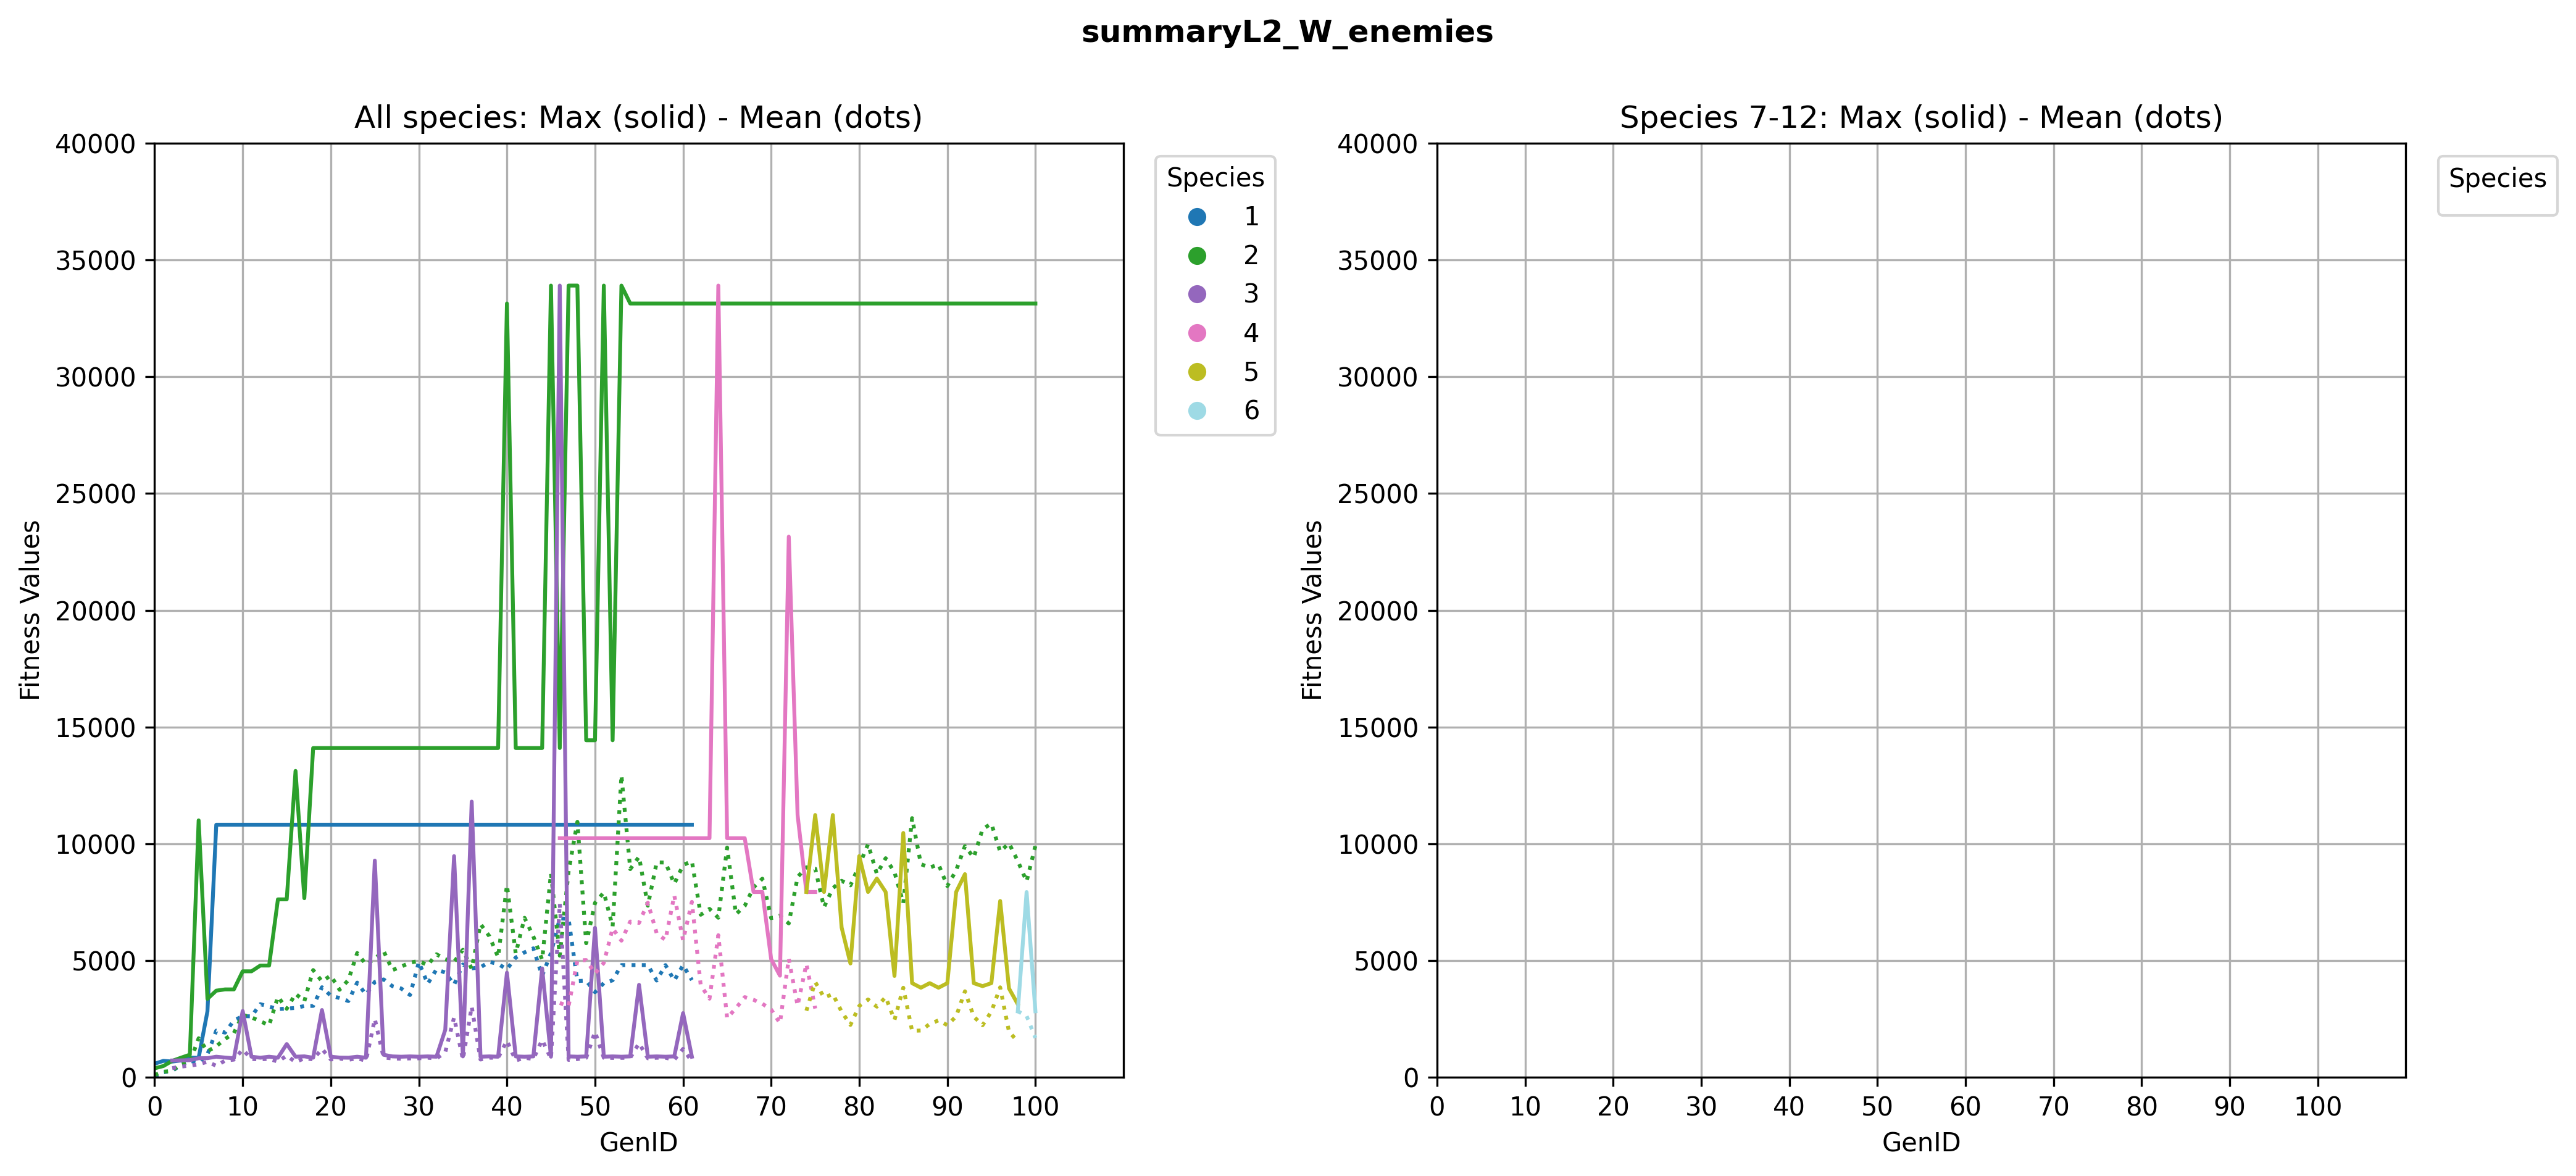 summaryL2_W_enemies
All species: Max (solid) - Mean (dots)
Fitness Values
40000
35000
30000
25000
20000
15000
10000
5000
0
0 10 20 30 40 50 60 70 80 90 100
GenID
Species
1
2
3
4
5
6
Species 7-12: Max (solid) - Mean (dots)
Fitness Values
40000
35000
30000
25000
20000
15000
10000
5000
0
0 10 20 30 40 50 60 70 80 90 100
GenID
Species